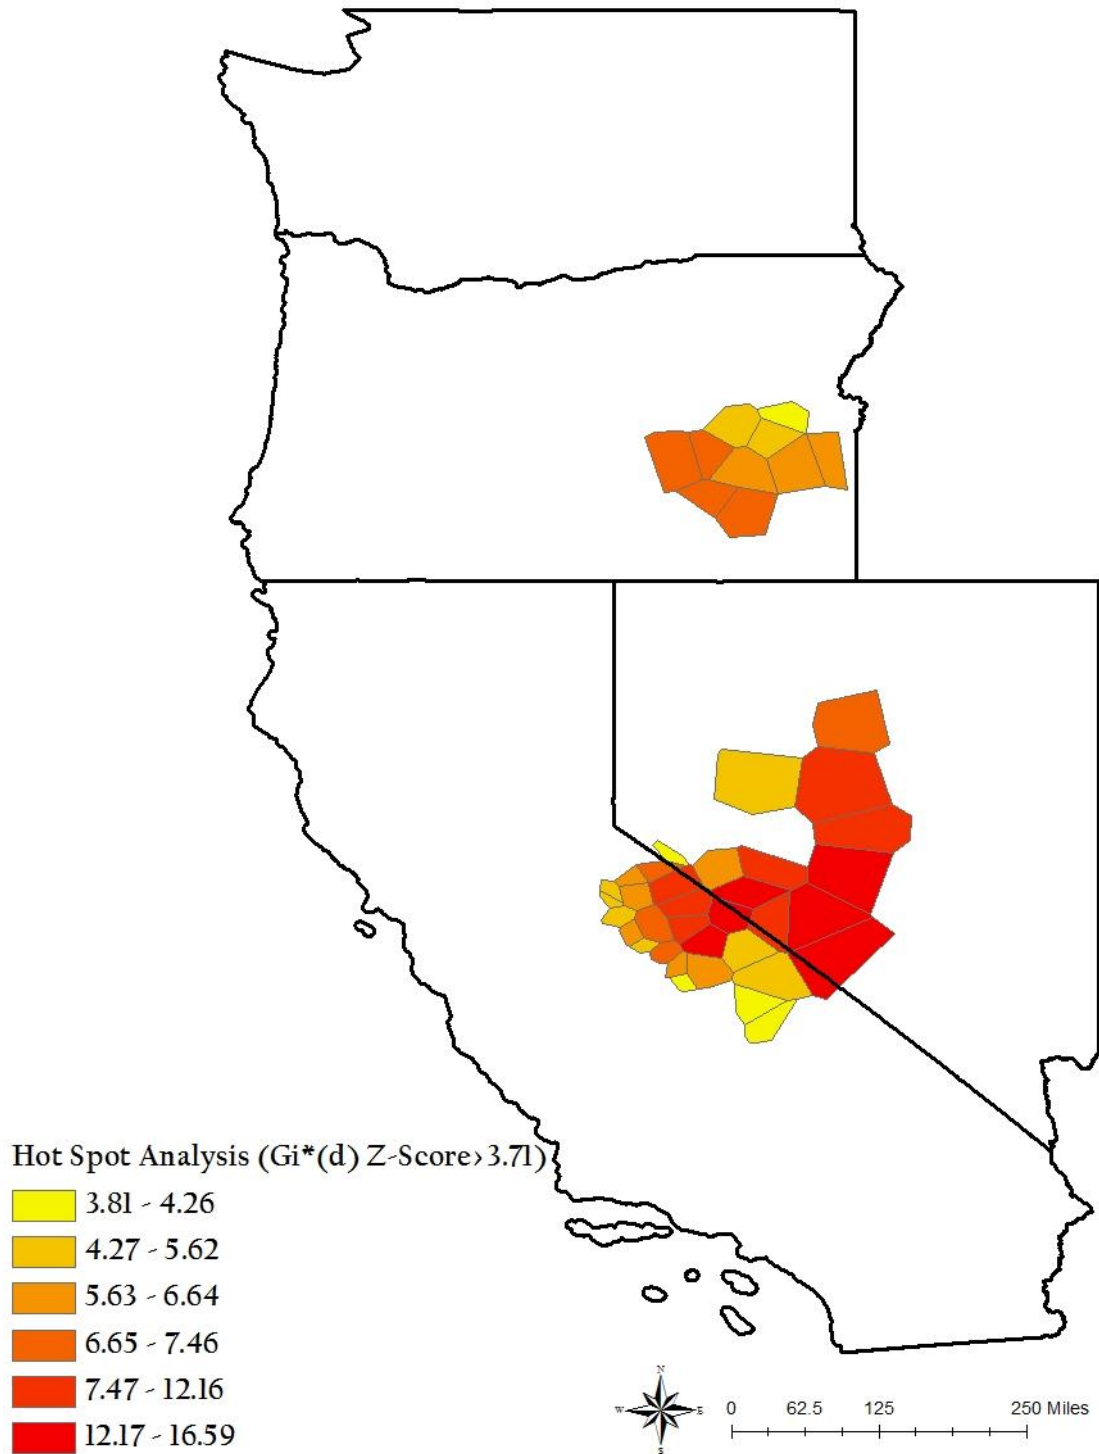 Hot Spot Analysis (Gi*(d) Z-Score>3.71)
3.81 - 4.26
4.27 - 5.62
5.63 - 6.64
6.65 - 7.46
7.47 - 12.16
12.17 - 16.59
N
W E
S
0 62.5 125 250 Miles